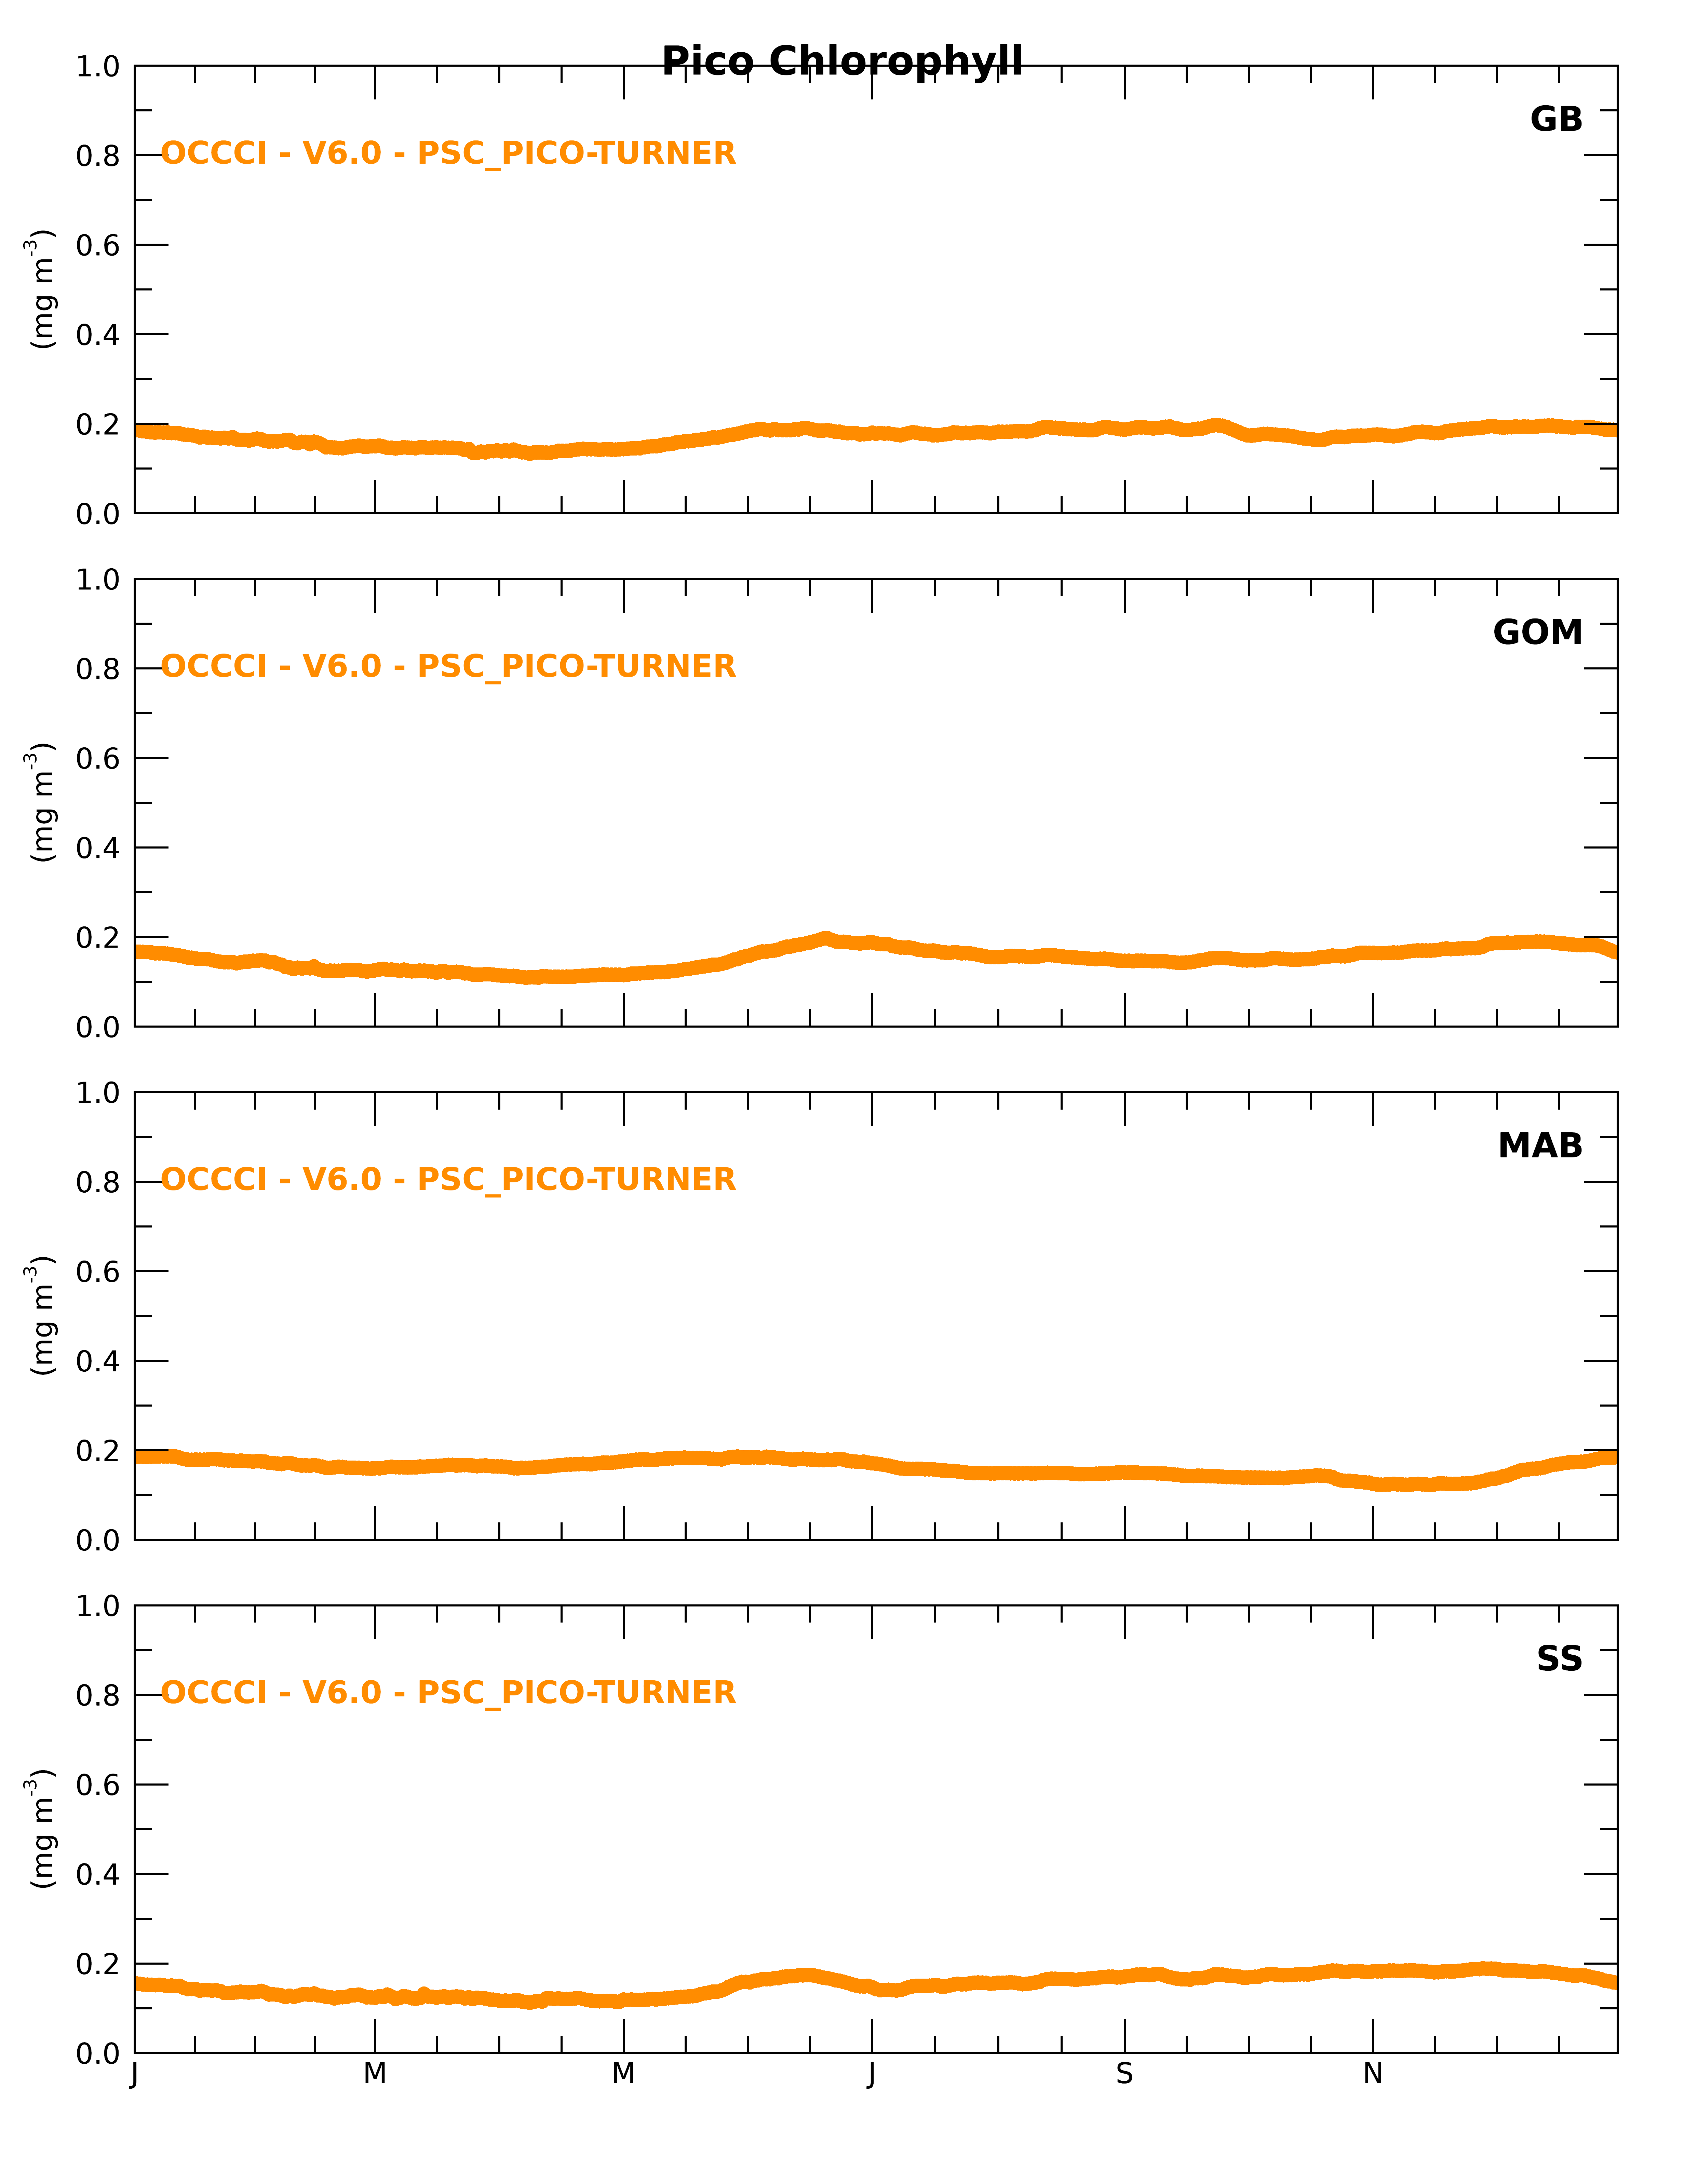 Pico Chlorophyll
1.0
GB
OCCCI - V6.0 - PSC_PICO-TURNER
0.8
0.6
(mg m-3)
0.4
0.2
0.0
1.0
GOM
OCCCI - V6.0 - PSC_PICO-TURNER
0.8
0.6
(mg m-3)
0.4
0.2
0.0
1.0
MAB
OCCCI - V6.0 - PSC_PICO-TURNER
0.8
0.6
(mg m-3)
0.4
0.2
0.0
1.0
SS
OCCCI - V6.0 - PSC_PICO-TURNER
0.8
0.6
(mg m-3)
0.4
0.2
0.0
J M M J S N